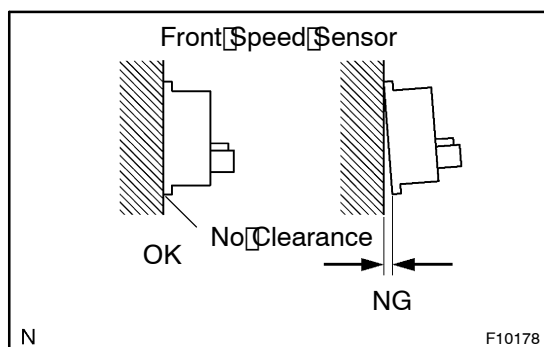 Front Speed Sensor
No Clearance
OK
NG
N
F10178